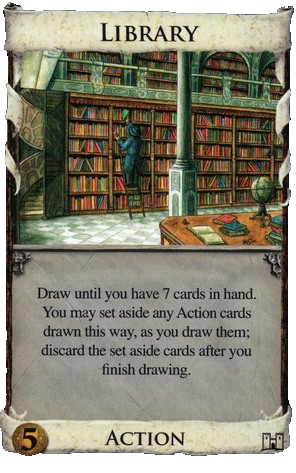 LIBRARY
Draw until you have 7 cards in hand.
You may set aside any Action cards
drawn this way, as you draw them;
discard the set aside cards after you
finish drawing.
5
ACTION